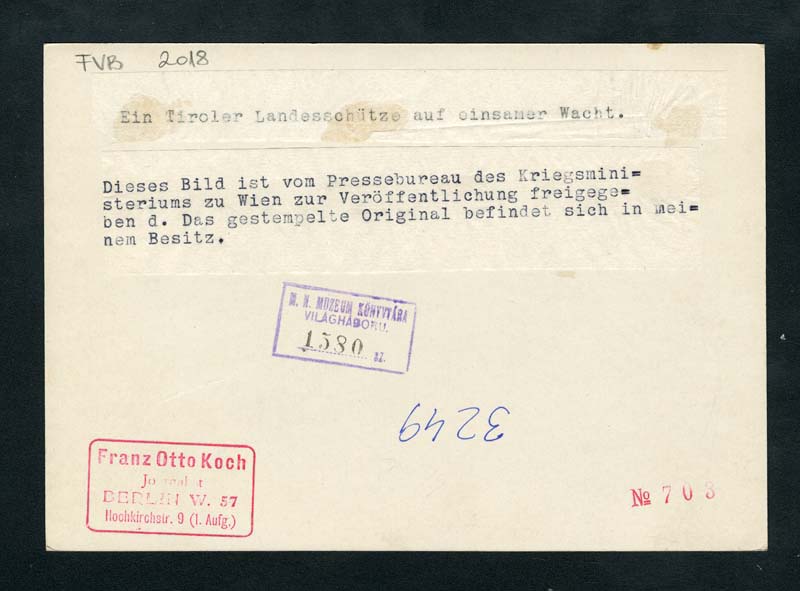 FVB 2018
Ein Tiroler Landesschütze auf einsamer Wacht.
Dieses Bild ist vom Pressebureau des Kriegsmini=
steriums zu Wien zur Veröffentlichung freigege=
ben d. Das gestempelte Original befindet sich in mei=
nem Besitz.
M. N. MUZEUM KÖNYVTÁRA
VILÁGHÁBORU.
1580 sz.
3249
Franz Otto Koch
Journalist
BERLIN W. 57
Hochkirchstr. 9 (I. Aufg.)
№ 703